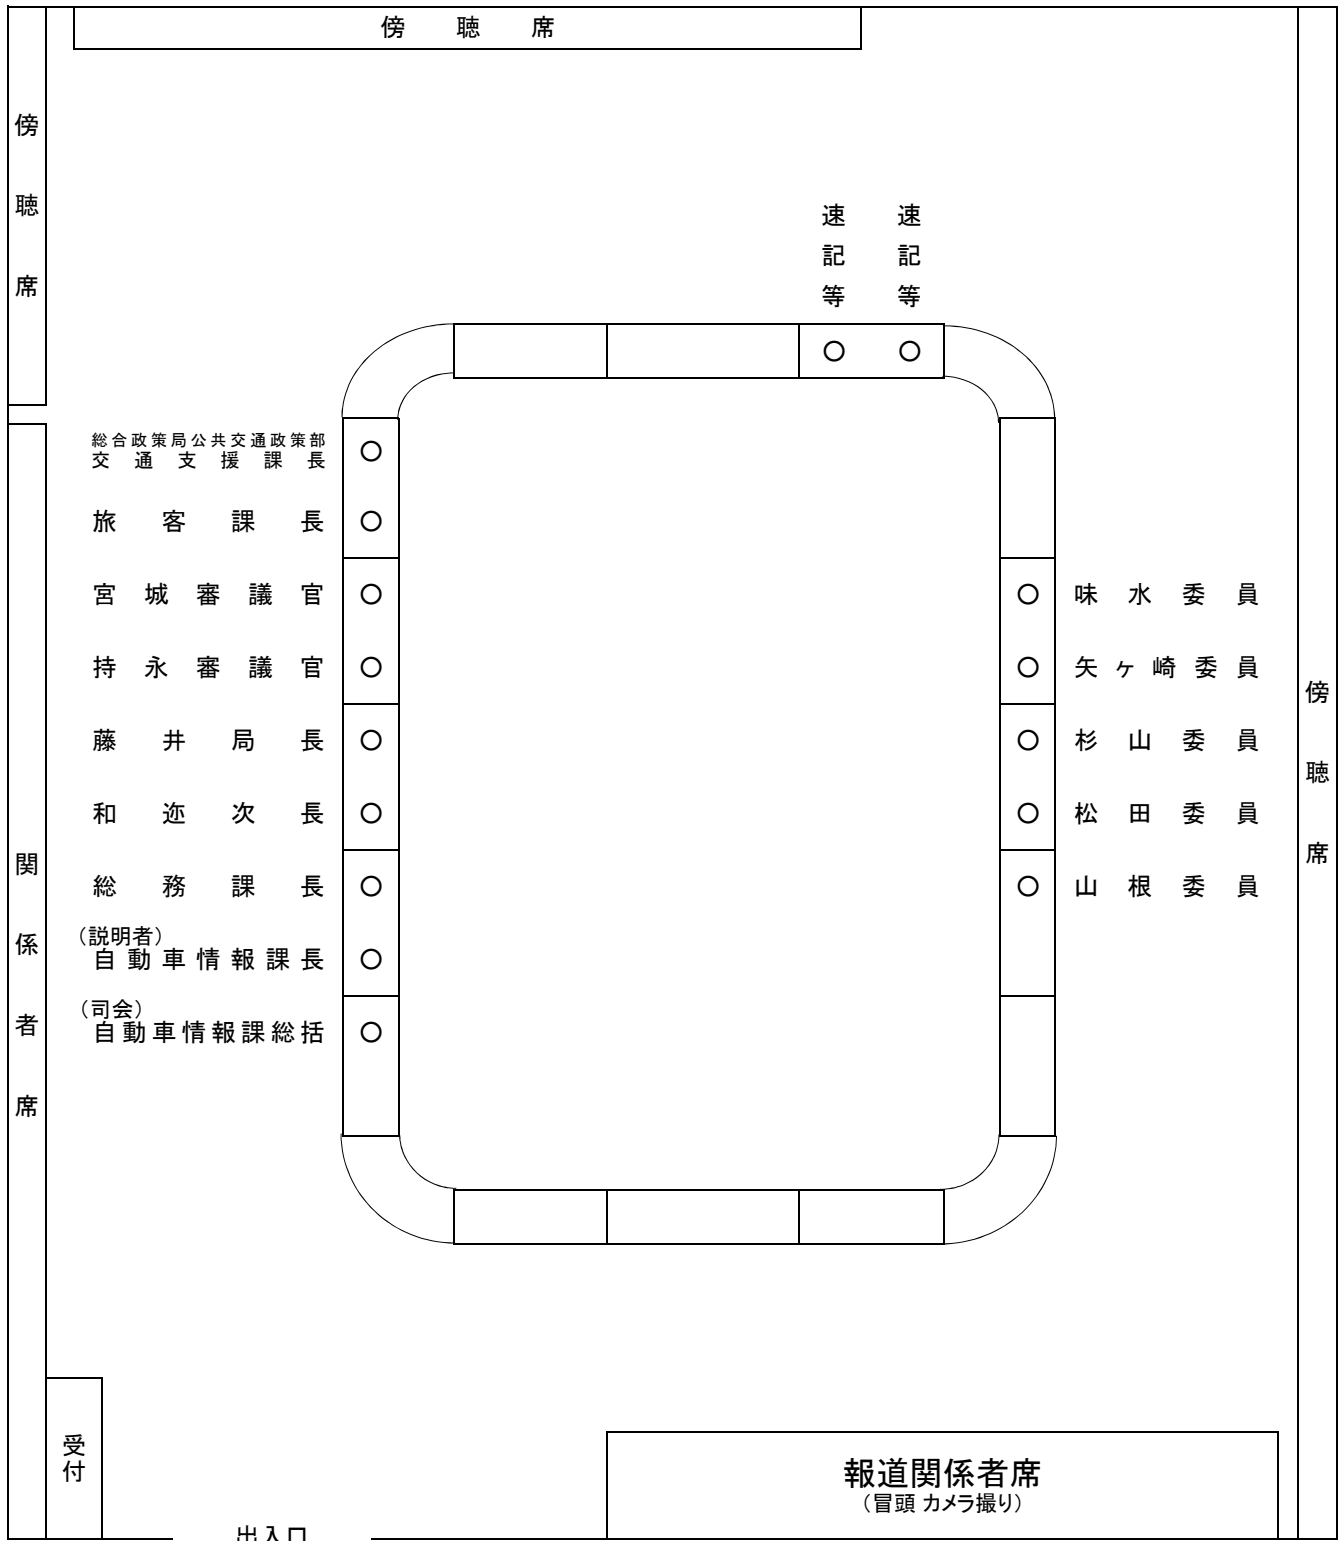 傍聴席
傍聴席
速記等
速記等
総合政策局公共交通政策部
交通支援課長
旅客課長
宮城審議官
味水委員
持永審議官
矢ヶ崎委員
藤井局長
杉山委員
和迩次長
松田委員
総務課長
山根委員
（説明者）
自動車情報課長
（司会）
自動車情報課総括
関係者席
傍聴席
受付
報道関係者席
（冒頭 カメラ撮り）
出入口